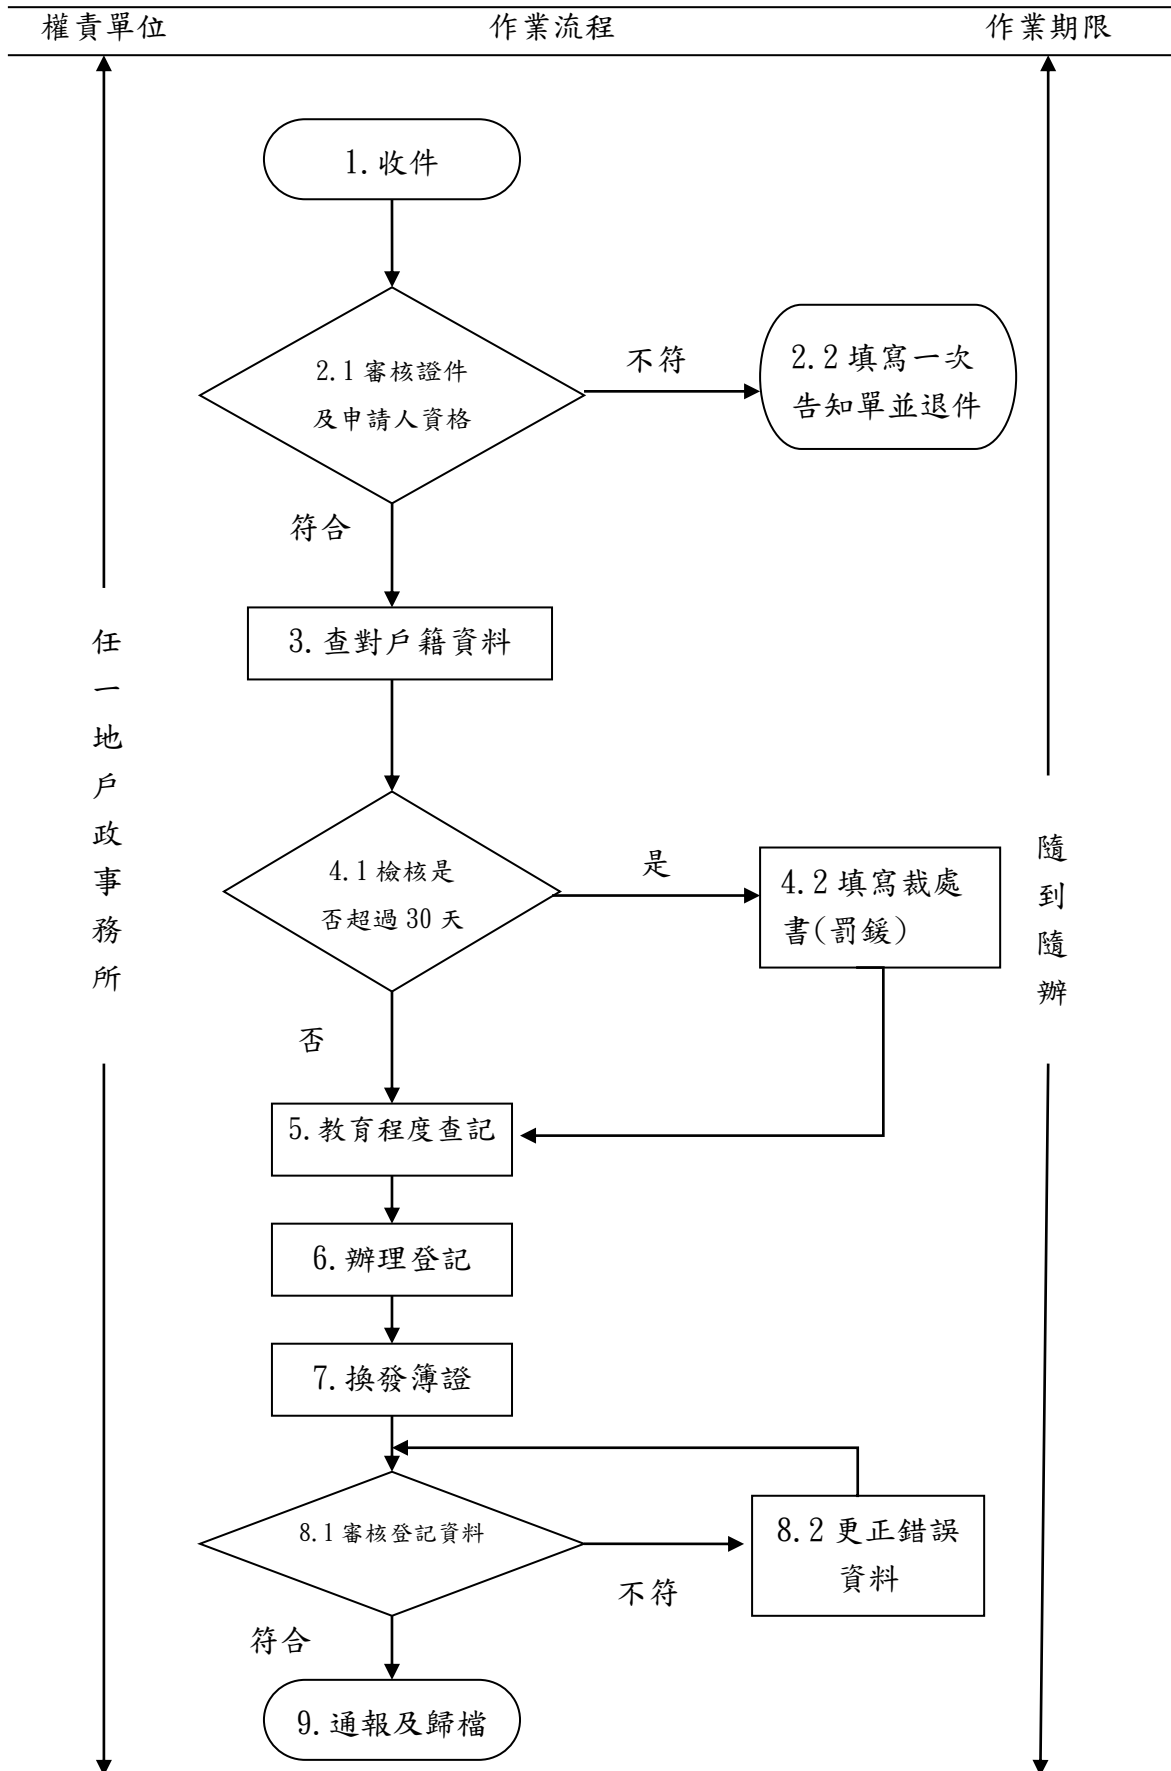 權責單位 作業流程 作業期限
1.收件
2.1 審核證件
及申請人資格
不符
2.2 填寫一次
告知單並退件
符合
3.查對戶籍資料
任一地戶政事務所
4.1 檢核是
否超過 30 天
是
4.2 填寫裁處
書(罰鍰)
隨到隨辦
否
5.教育程度查記
6.辦理登記
7.換發簿證
8.1 審核登記資料
不符
8.2 更正錯誤
資料
符合
9.通報及歸檔